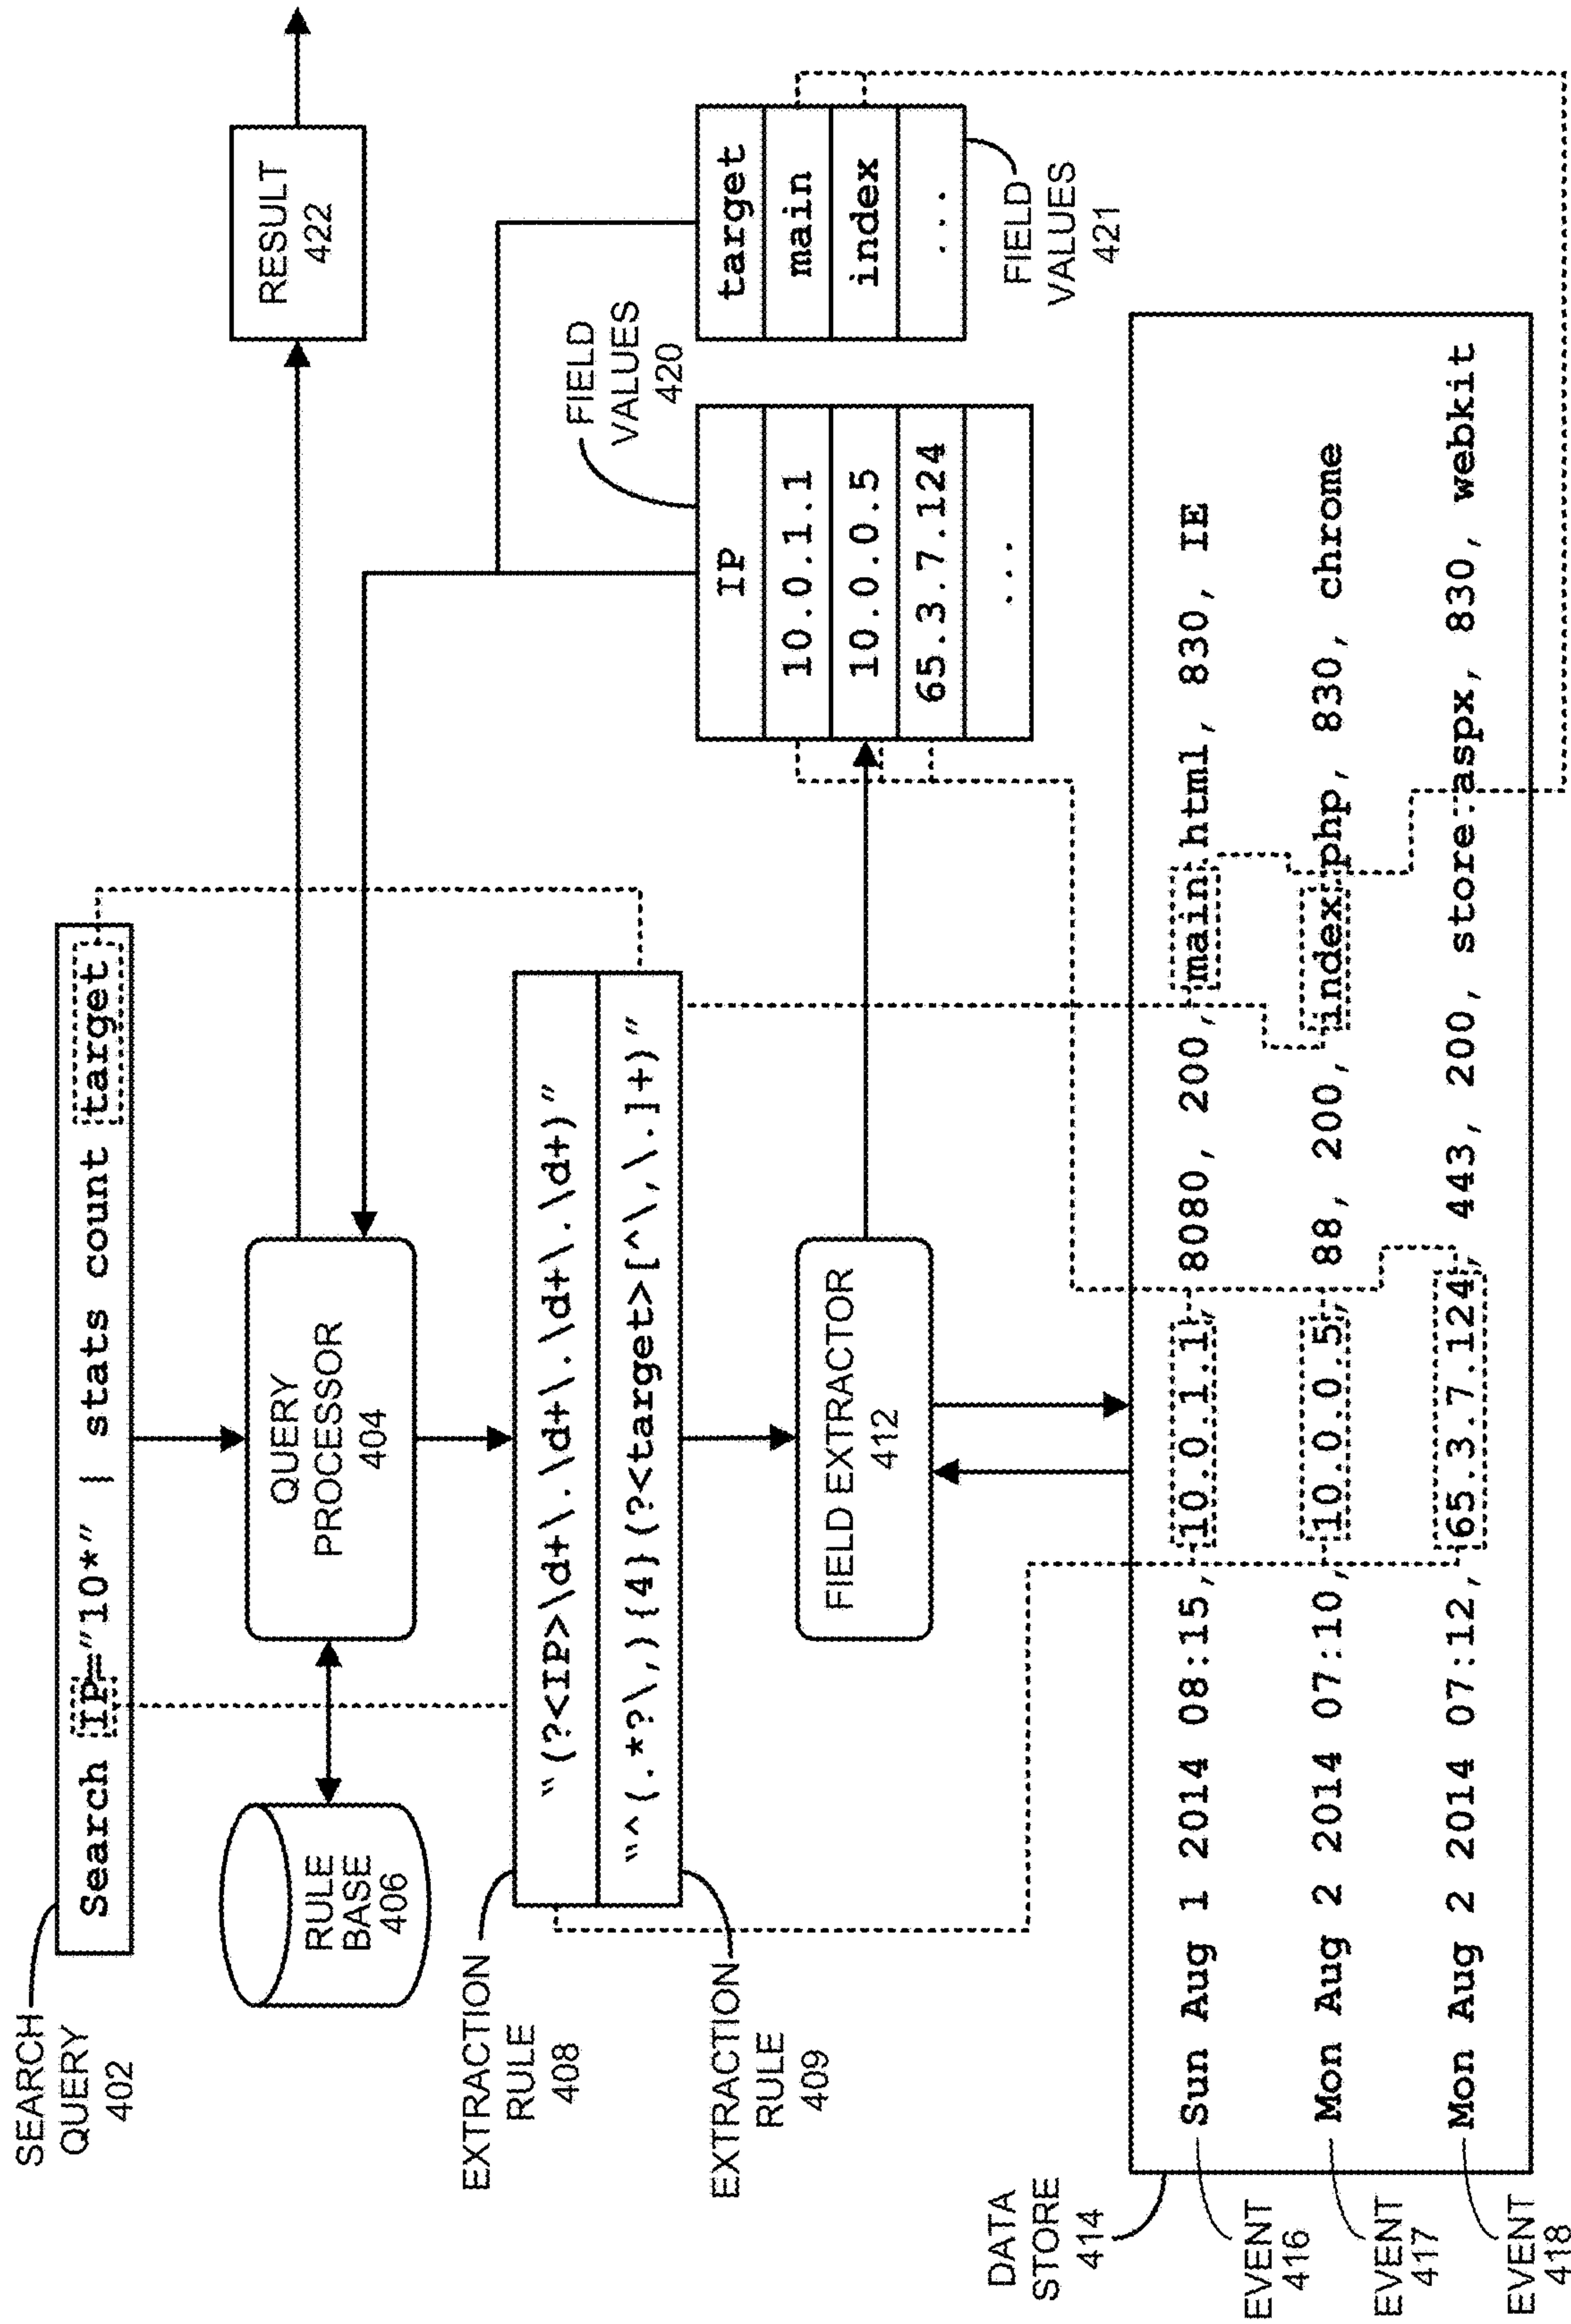 SEARCH
QUERY
402
Search IP="10*" | stats count target
RULE
BASE
406
QUERY
PROCESSOR
404
RESULT
422
EXTRACTION
RULE
408
"(?<IP>\d+\.\d+\.\d+\.\d+)"
"^(.*?\,){4}(?<target>[^\,\.]+)"
EXTRACTION
RULE
409
FIELD EXTRACTOR
412
FIELD
VALUES
420
IP
10.0.1.1
10.0.0.5
65.3.7.124
...
target
main
index
...
FIELD
VALUES
421
DATA
STORE
414
Sun Aug 1 2014 08:15, 10.0.1.1, 8080, 200, main html, 830, IE
Mon Aug 2 2014 07:10, 10.0.0.5, 88, 200, index php, 830, chrome
Mon Aug 2 2014 07:12, 65.3.7.124, 443, 200, store.aspx, 830, webkit
EVENT
416
EVENT
417
EVENT
418